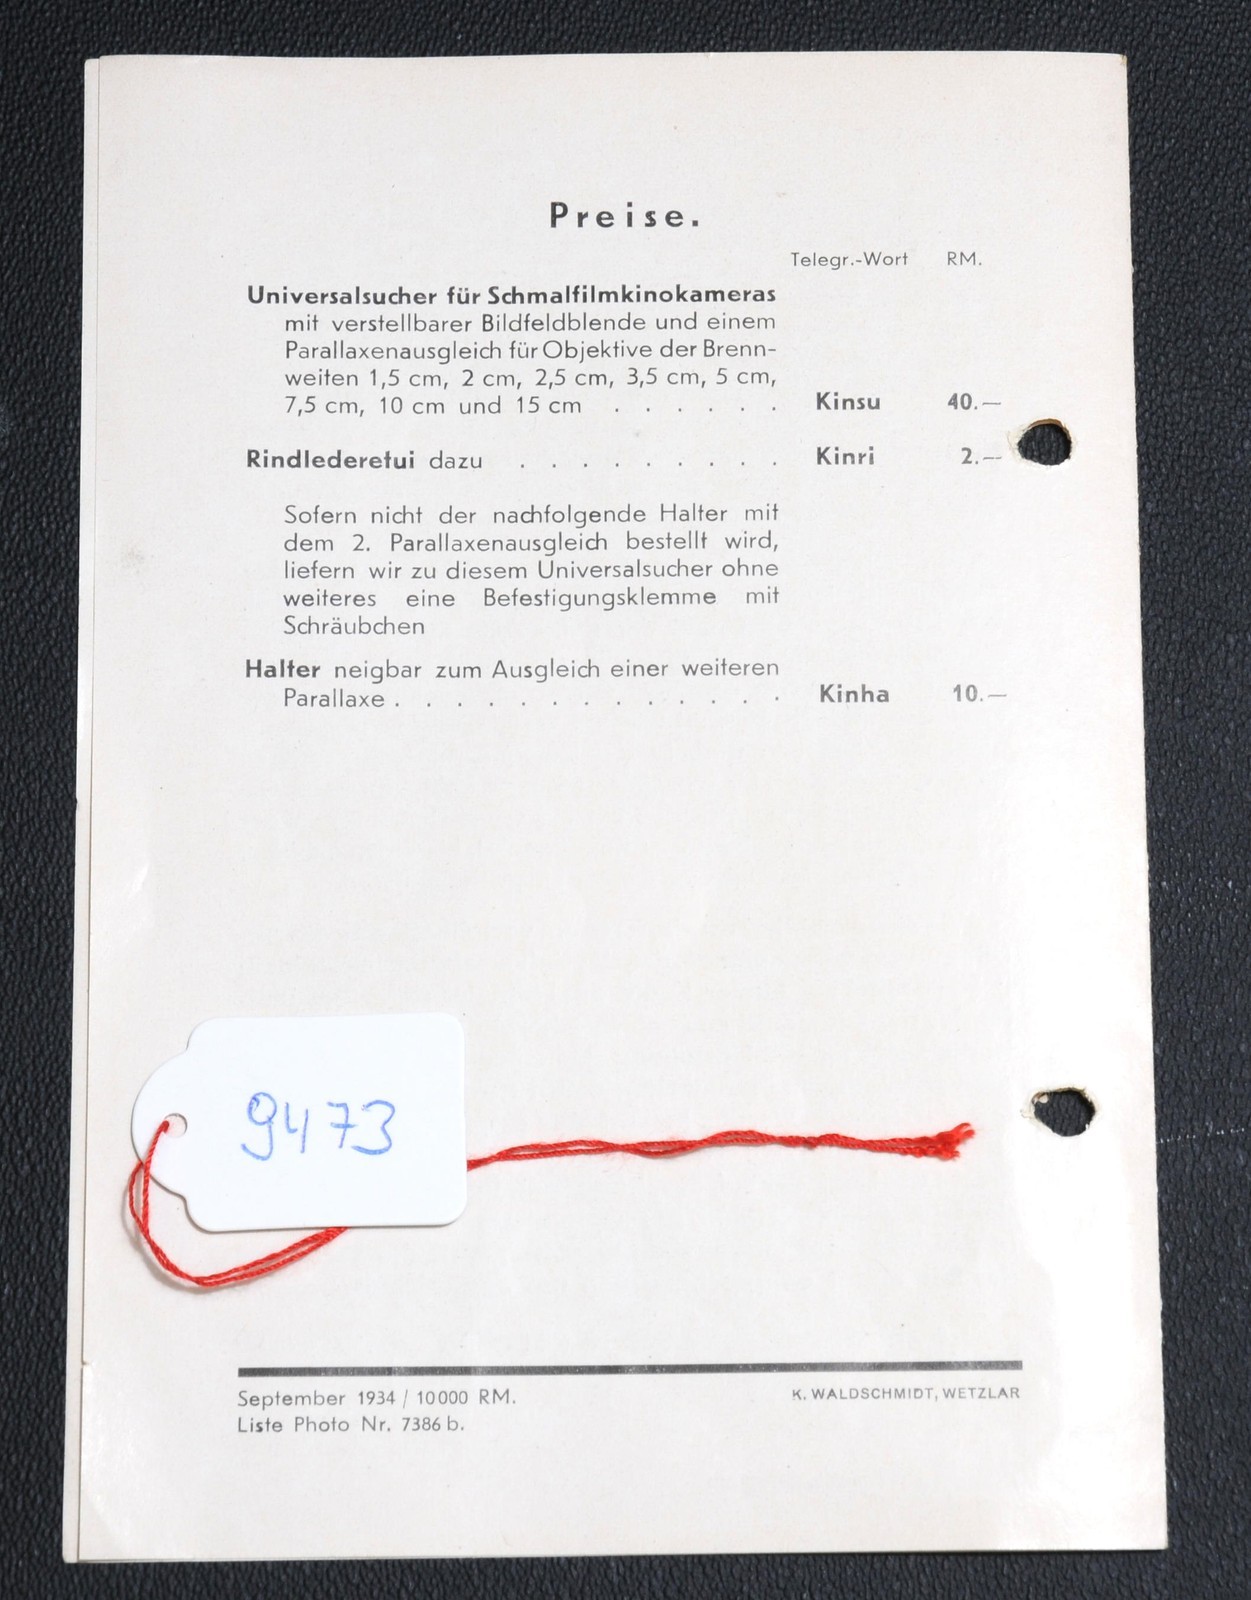 Preise.
Telegr.-Wort RM.
Universalsucher für Schmalfilmkinokameras
mit verstellbarer Bildfeldblende und einem
Parallaxenausgleich für Objektive der Brenn-
weiten 1,5 cm, 2 cm, 2,5 cm, 3,5 cm, 5 cm,
7,5 cm, 10 cm und 15 cm . . . . . . Kinsu 40.—
Rindlederetui dazu . . . . . . . . . Kinri 2.—
Sofern nicht der nachfolgende Halter mit
dem 2. Parallaxenausgleich bestellt wird,
liefern wir zu diesem Universalsucher ohne
weiteres eine Befestigungsklemme mit
Schräubchen
Halter neigbar zum Ausgleich einer weiteren
Parallaxe . . . . . . . . . . . . . Kinha 10.—
9473
September 1934 / 10000 RM.
Liste Photo Nr. 7386 b.
K. WALDSCHMIDT, WETZLAR